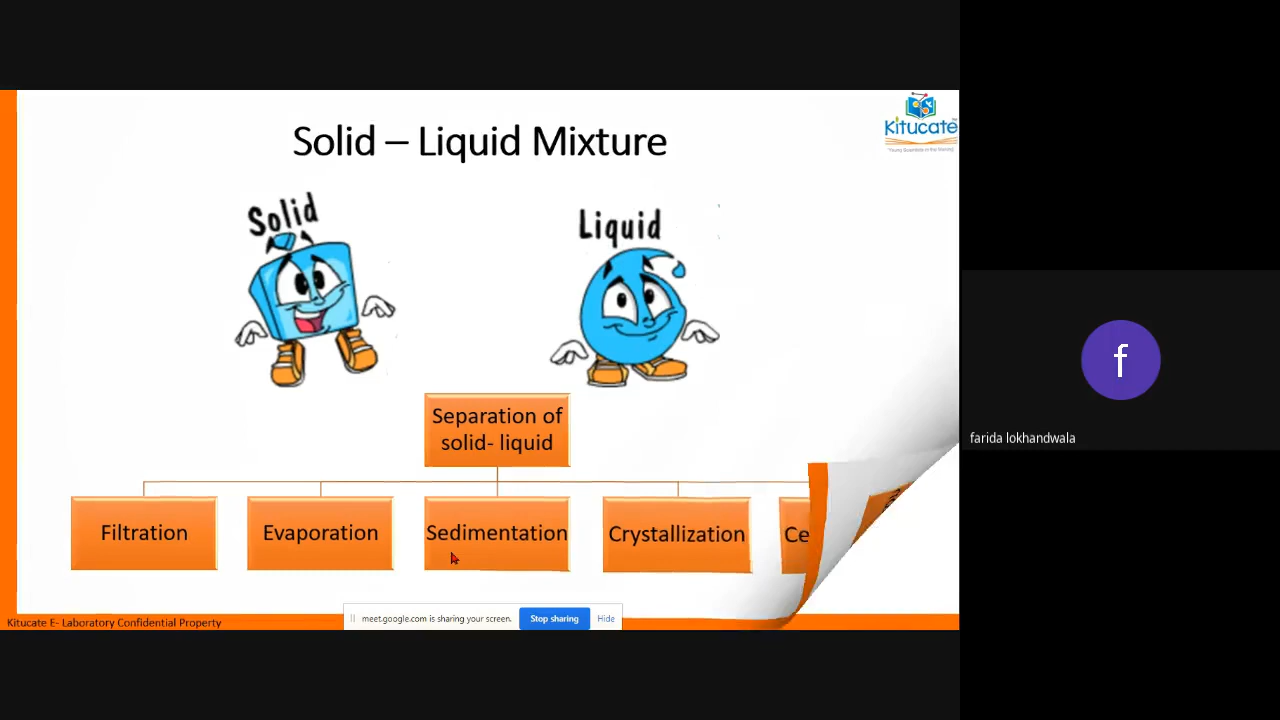 Solid – Liquid Mixture
Kitucate
Solid
Liquid
Separation of
solid- liquid
Filtration
Evaporation
Sedimentation
Crystallization
Ce
meet.google.com is sharing your screen.
Stop sharing
Hide
Kitucate E- Laboratory Confidential Property
f
farida lokhandwala